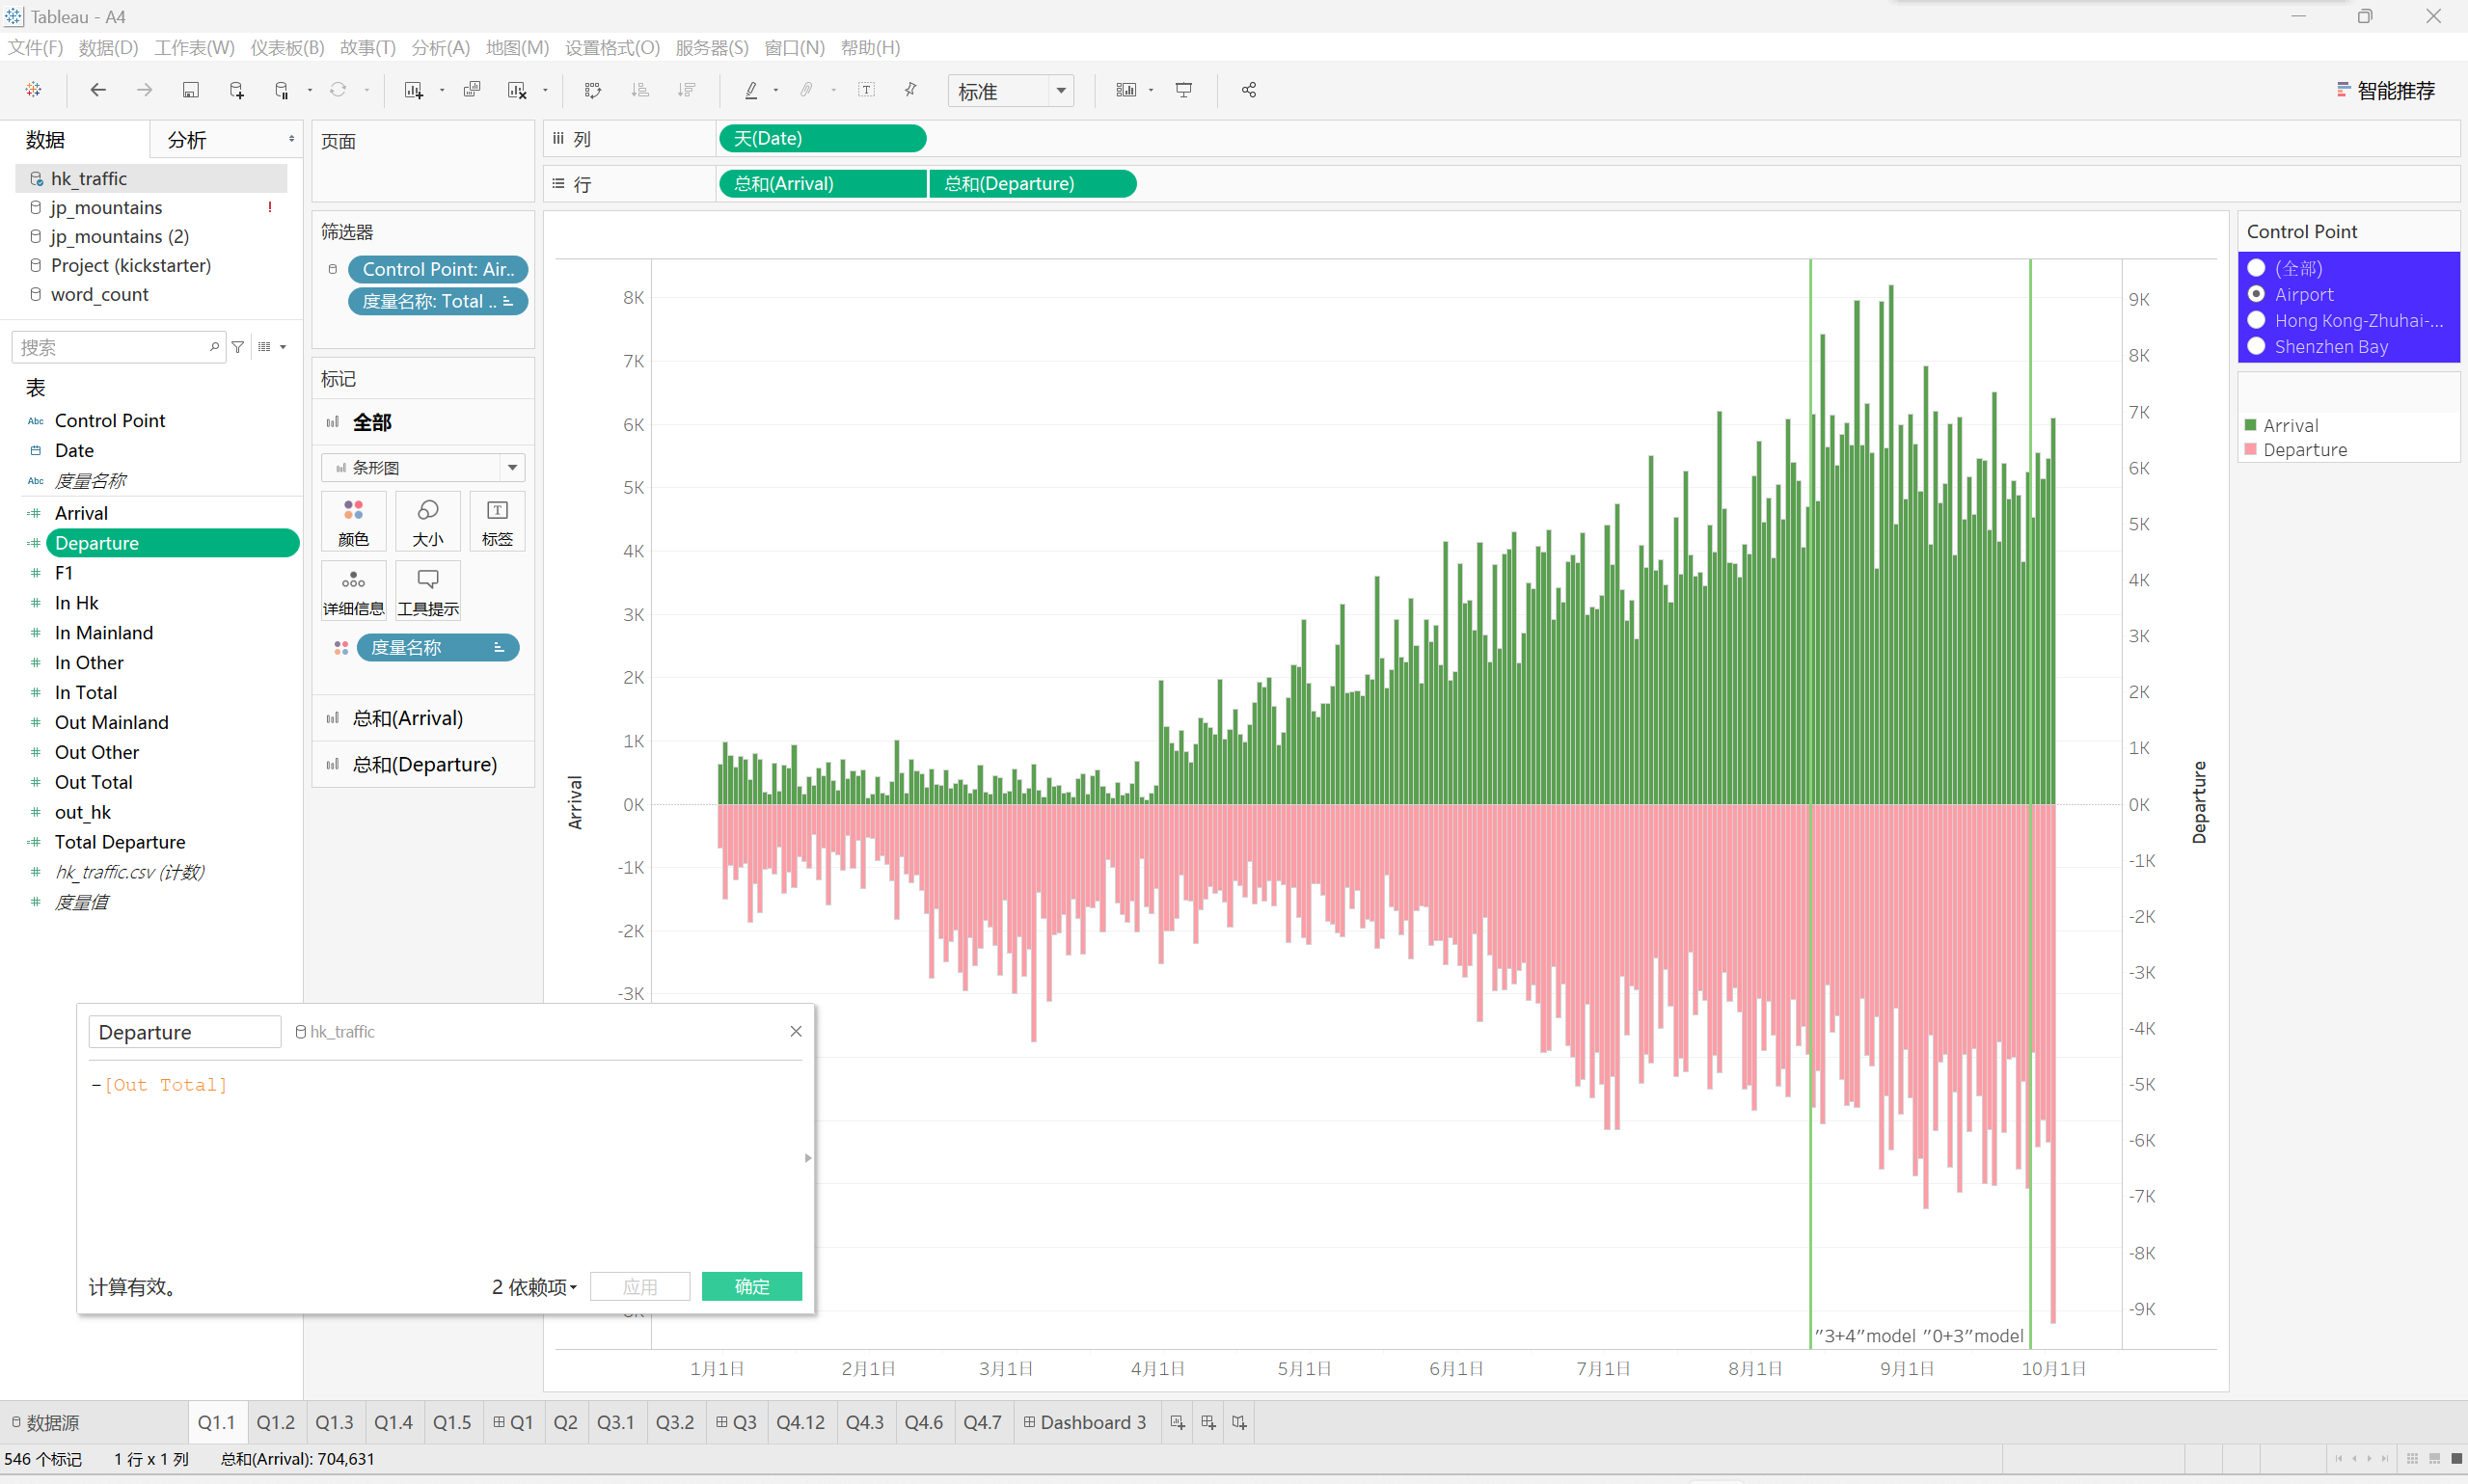 Tableau - A4
文件(F) 数据(D) 工作表(W) 仪表板(B) 故事(T) 分析(A) 地图(M) 设置格式(O) 服务器(S) 窗口(N) 帮助(H)
标准
智能推荐
数据
分析
hk_traffic
jp_mountains !
jp_mountains (2)
Project (kickstarter)
word_count
搜索
表
Abc Control Point
Date
Abc 度量名称
Arrival
Departure
F1
In Hk
In Mainland
In Other
In Total
Out Mainland
Out Other
Out Total
out_hk
Total Departure
hk_traffic.csv (计数)
度量值
页面
筛选器
Control Point: Air..
度量名称: Total ..
标记
全部
条形图
颜色
大小
标签
详细信息
工具提示
度量名称
总和(Arrival)
总和(Departure)
列
天(Date)
行
总和(Arrival)
总和(Departure)
8K
7K
6K
5K
4K
3K
2K
1K
0K
-1K
-2K
-3K
Arrival
9K
8K
7K
6K
5K
4K
3K
2K
1K
0K
-1K
-2K
-3K
-4K
-5K
-6K
-7K
-8K
-9K
Departure
"3+4"model "0+3"model
1月1日 2月1日 3月1日 4月1日 5月1日 6月1日 7月1日 8月1日 9月1日 10月1日
Control Point
(全部)
Airport
Hong Kong-Zhuhai-...
Shenzhen Bay
Arrival
Departure
Departure
hk_traffic
-[Out Total]
计算有效。
2 依赖项
应用
确定
数据源 Q1.1 Q1.2 Q1.3 Q1.4 Q1.5 Q1 Q2 Q3.1 Q3.2 Q3 Q4.12 Q4.3 Q4.6 Q4.7 Dashboard 3
546 个标记 1 行 x 1 列 总和(Arrival): 704,631